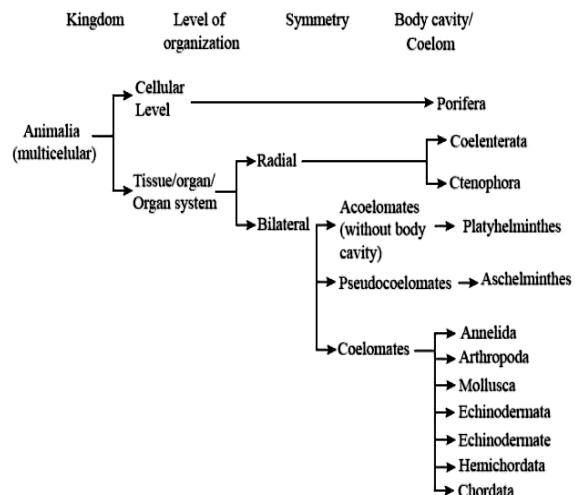 Kingdom
Level of
organization
Symmetry
Body cavity/
Coelom
Cellular
Level
Porifera
Animalia
(multicelular)
Tissue/organ/
Organ system
Radial
Coelenterata
Ctenophora
Bilateral
Acoelomates
(without body
cavity)
Platyhelminthes
Pseudocoelomates
Aschelminthes
Coelomates
Annelida
Arthropoda
Mollusca
Echinodermata
Echinodermate
Hemichordata
Chordata